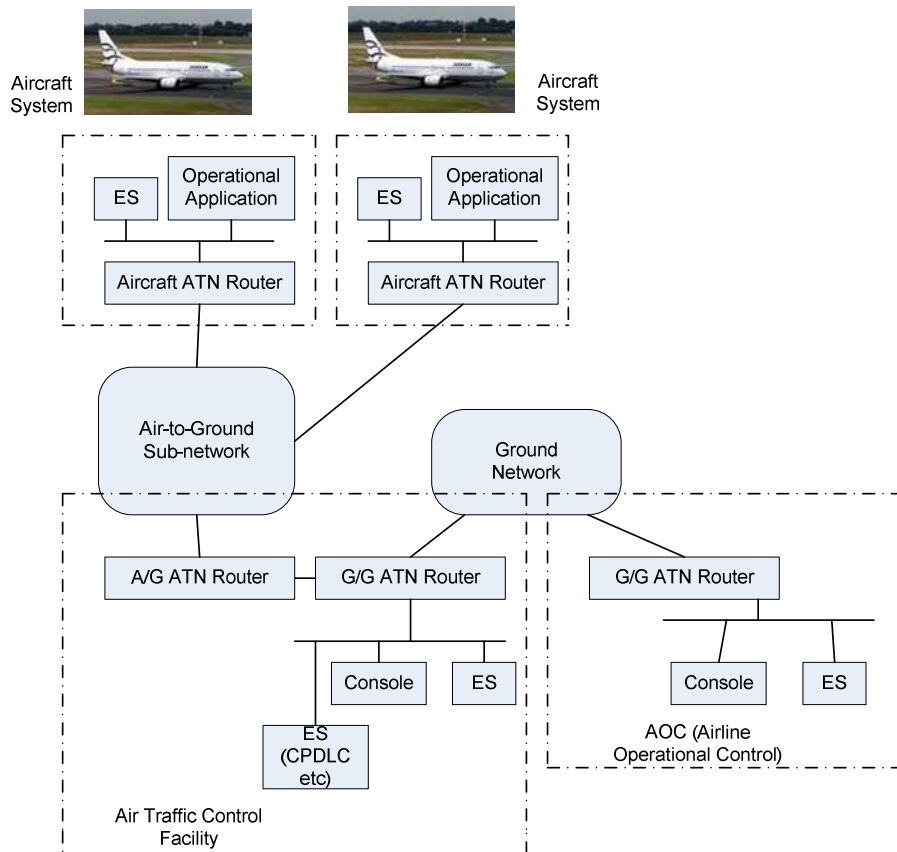 Aircraft
System
Aircraft
System
ES
Operational
Application
ES
Operational
Application
Aircraft ATN Router
Aircraft ATN Router
Air-to-Ground
Sub-network
Ground
Network
A/G ATN Router
G/G ATN Router
G/G ATN Router
Console
ES
Console
ES
ES
(CPDLC
etc)
AOC (Airline
Operational Control)
Air Traffic Control
Facility